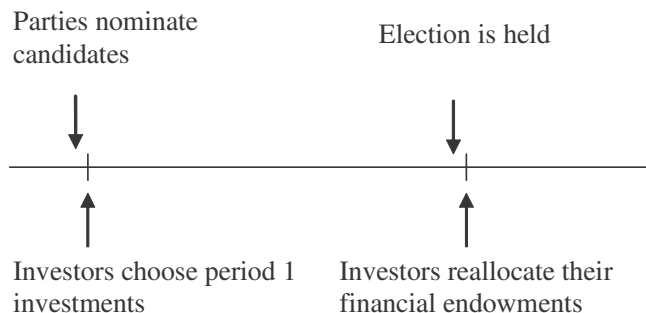 Parties nominate
candidates
Election is held
Investors choose period 1
investments
Investors reallocate their
financial endowments